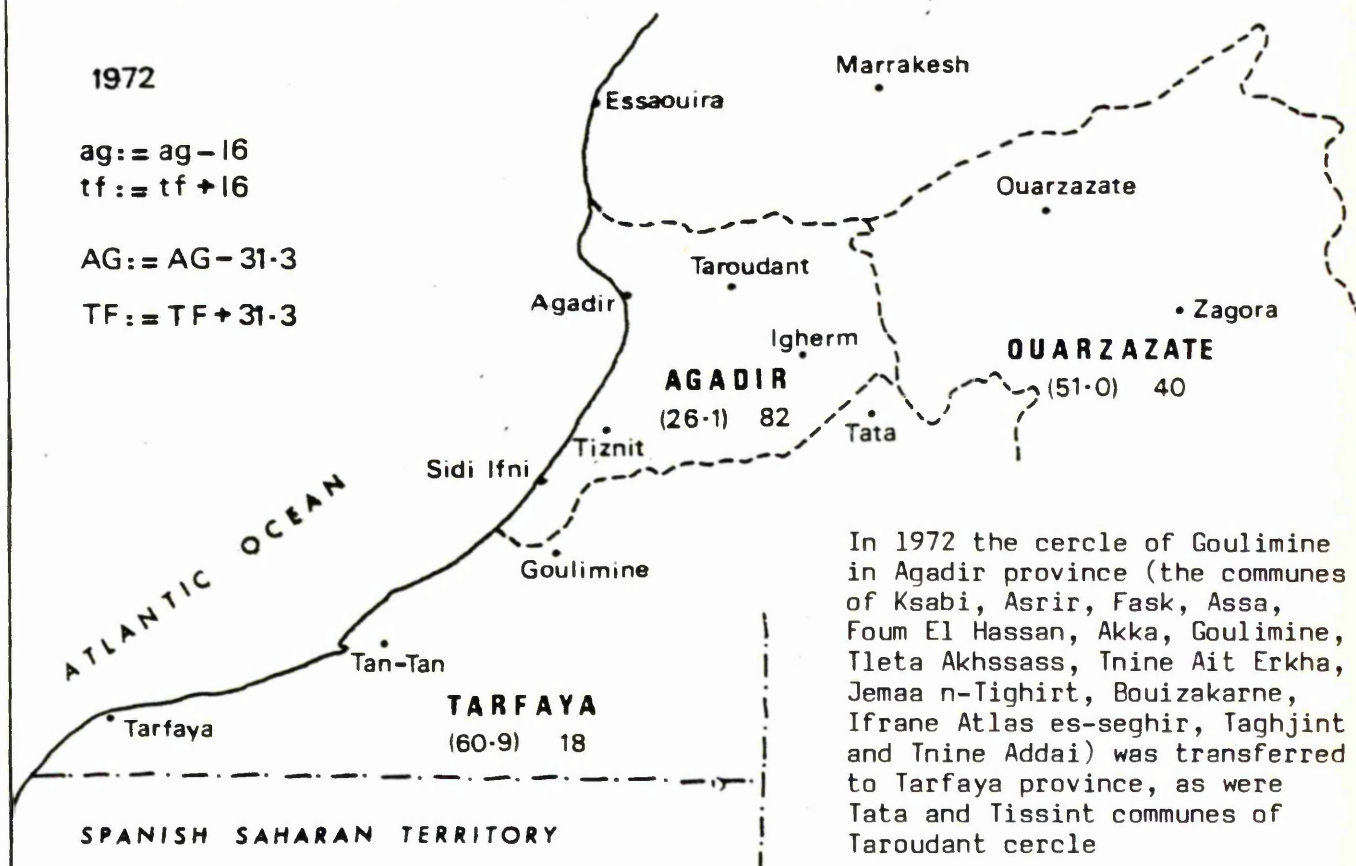 1972
ag:= ag-16
tf:= tf+16
AG:= AG-31·3
TF:= TF+31·3
Marrakesh
Essaouira
Ouarzazate
Taroudant
Agadir
Zagora
Igherm
OUARZAZATE
(51·0) 40
AGADIR
(26·1) 82
Tata
Tiznit
Sidi Ifni
ATLANTIC OCEAN
Goulimine
Tan-Tan
TARFAYA
(60·9) 18
Tarfaya
SPANISH SAHARAN TERRITORY
In 1972 the cercle of Goulimine
in Agadir province (the communes
of Ksabi, Asrir, Fask, Assa,
Foum El Hassan, Akka, Goulimine,
Tleta Akhssass, Tnine Ait Erkha,
Jemaa n-Tighirt, Bouizakarne,
Ifrane Atlas es-seghir, Taghjint
and Tnine Addai) was transferred
to Tarfaya province, as were
Tata and Tissint communes of
Taroudant cercle